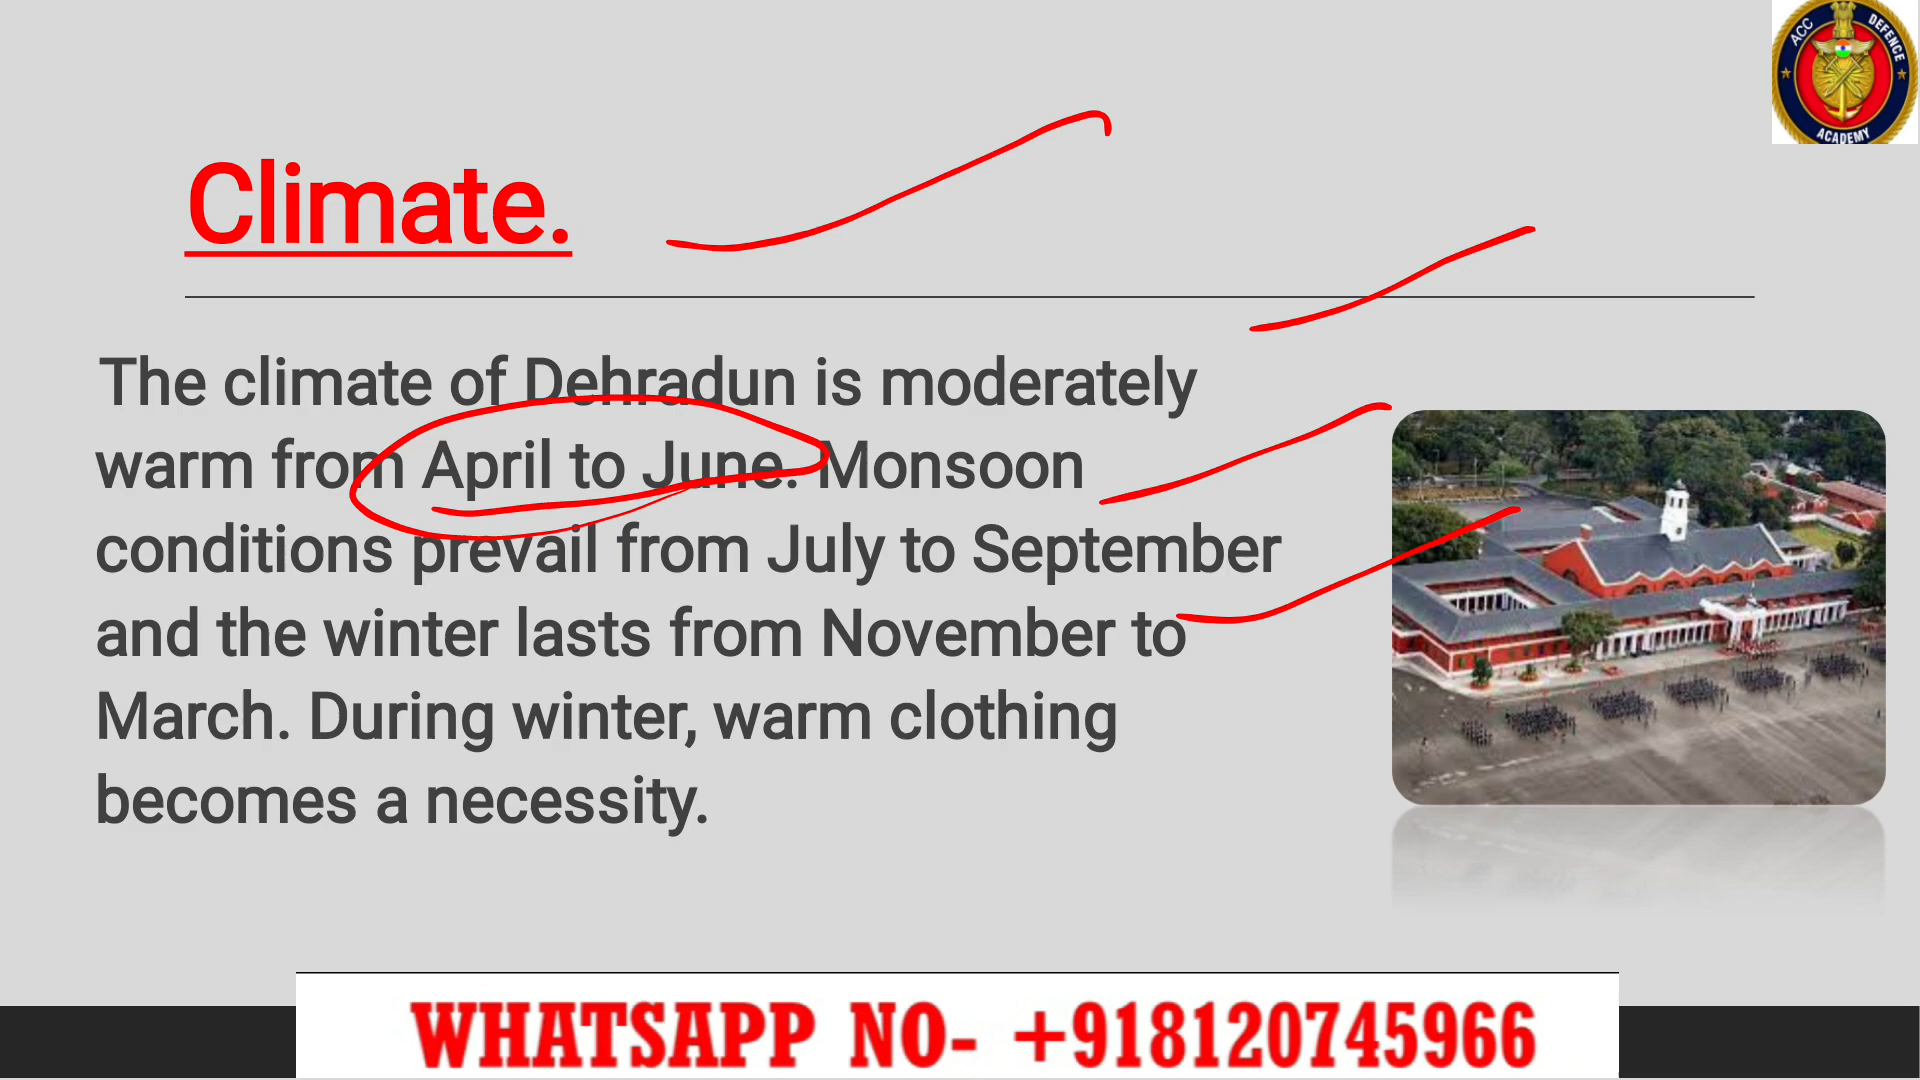 ACC DEFENCE
ACADEMY
Climate.
The climate of Dehradun is moderately
warm from April to June. Monsoon
conditions prevail from July to September
and the winter lasts from November to
March. During winter, warm clothing
becomes a necessity.
WHATSAPP NO- +918120745966